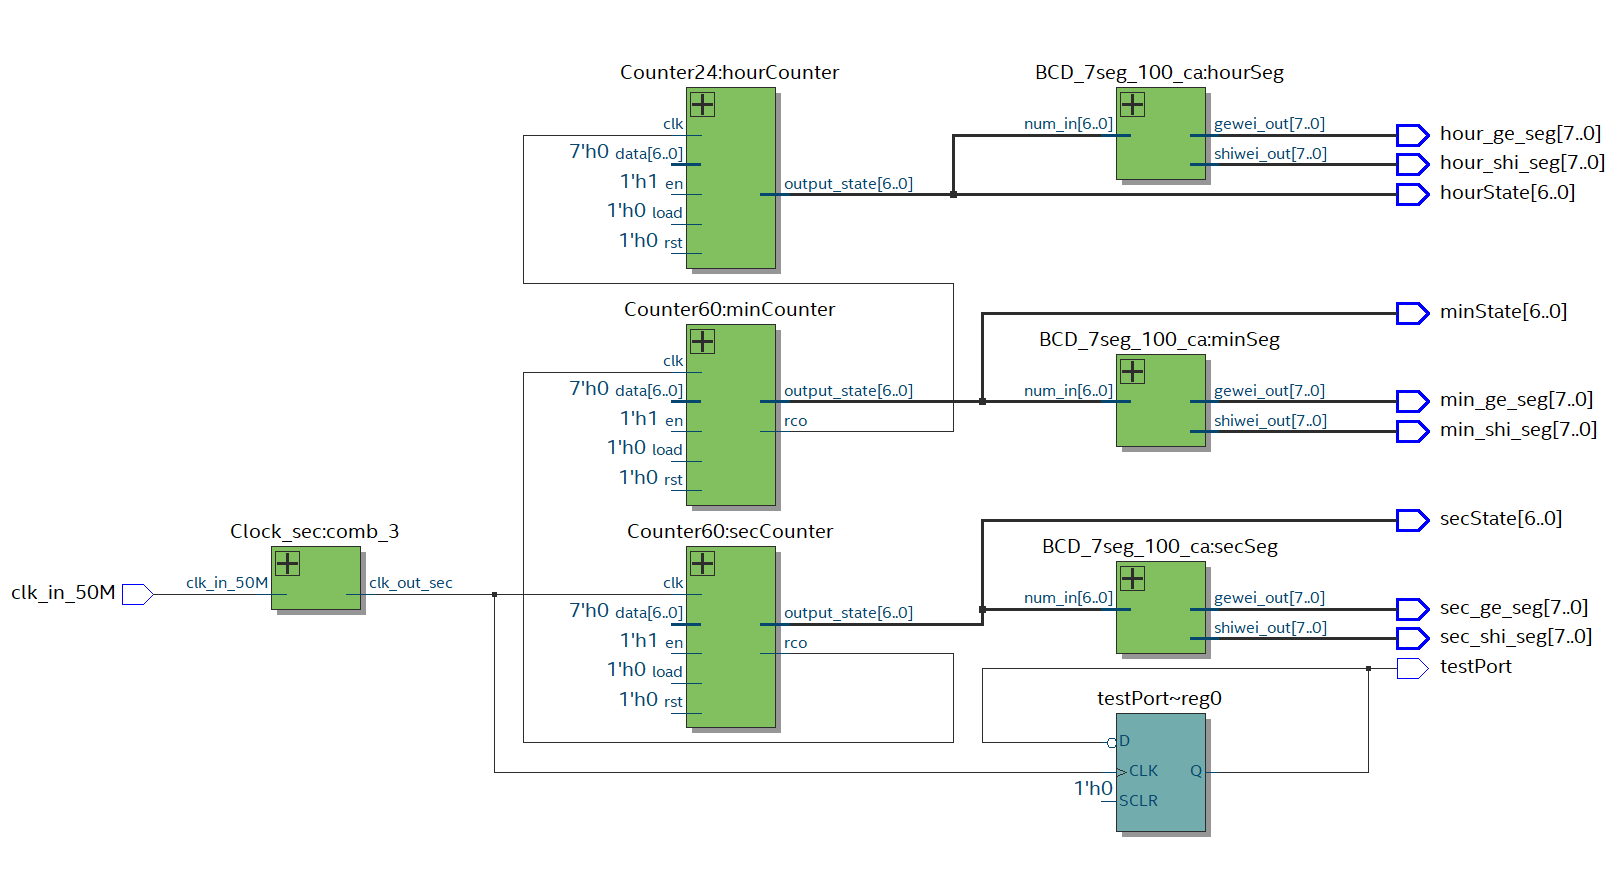 Counter24:hourCounter
BCD_7seg_100_ca:hourSeg
clk
7'h0 data[6..0]
1'h1 en
1'h0 load
1'h0 rst
output_state[6..0]
num_in[6..0]
gewei_out[7..0]
shiwei_out[7..0]
hour_ge_seg[7..0]
hour_shi_seg[7..0]
hourState[6..0]
Counter60:minCounter
clk
7'h0 data[6..0]
1'h1 en
1'h0 load
1'h0 rst
output_state[6..0]
rco
minState[6..0]
BCD_7seg_100_ca:minSeg
num_in[6..0]
gewei_out[7..0]
shiwei_out[7..0]
min_ge_seg[7..0]
min_shi_seg[7..0]
Clock_sec:comb_3
clk_in_50M
clk_in_50M
clk_out_sec
Counter60:secCounter
clk
7'h0 data[6..0]
1'h1 en
1'h0 load
1'h0 rst
output_state[6..0]
rco
secState[6..0]
BCD_7seg_100_ca:secSeg
num_in[6..0]
gewei_out[7..0]
shiwei_out[7..0]
sec_ge_seg[7..0]
sec_shi_seg[7..0]
testPort
testPort~reg0
D
CLK
Q
1'h0
SCLR